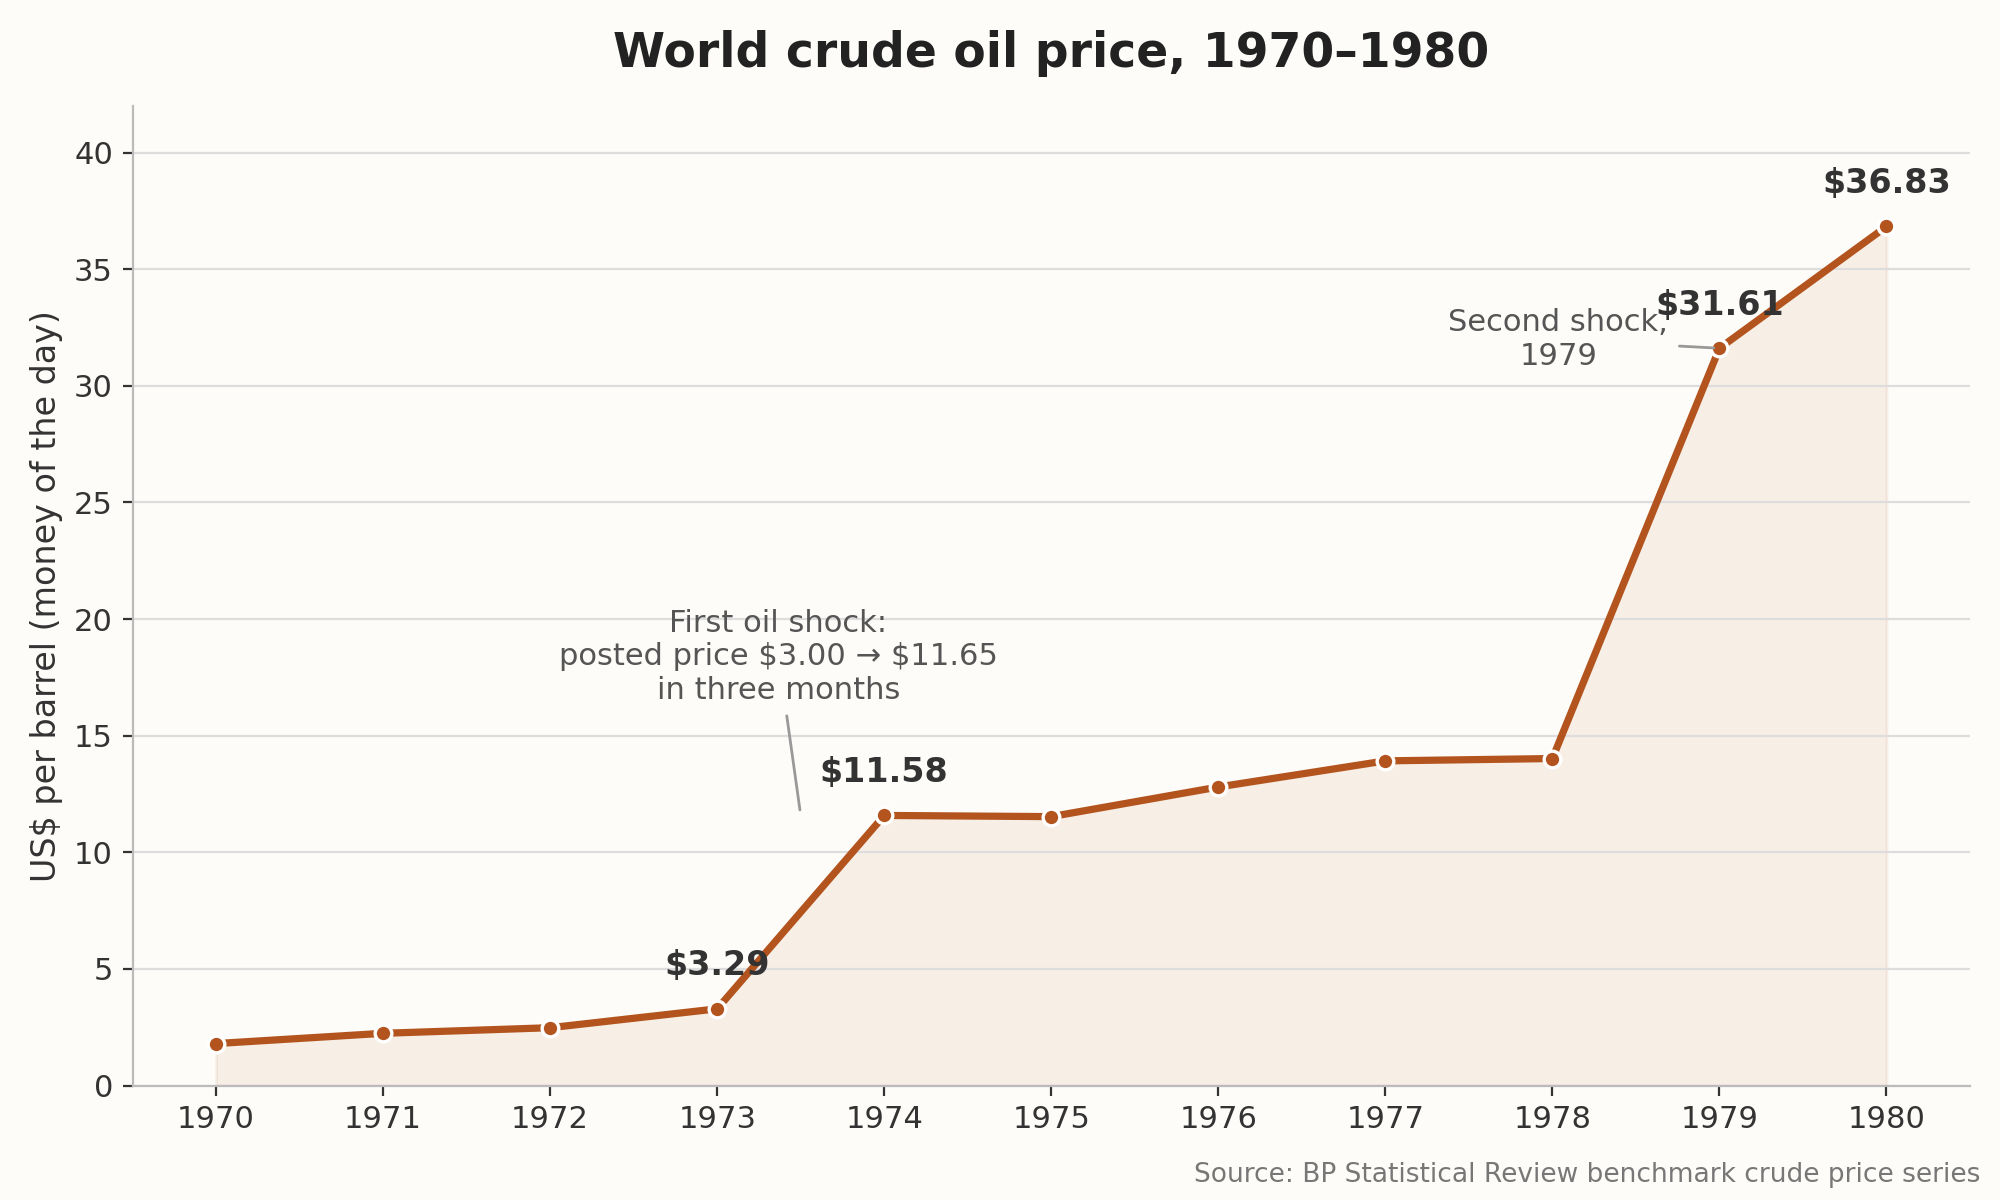 World crude oil price, 1970–1980
US$ per barrel (money of the day)
40
35
30
25
20
15
10
5
0
$36.83
$31.61
Second shock,
1979
First oil shock:
posted price $3.00 → $11.65
in three months
$11.58
$3.29
1970 1971 1972 1973 1974 1975 1976 1977 1978 1979 1980
Source: BP Statistical Review benchmark crude price series